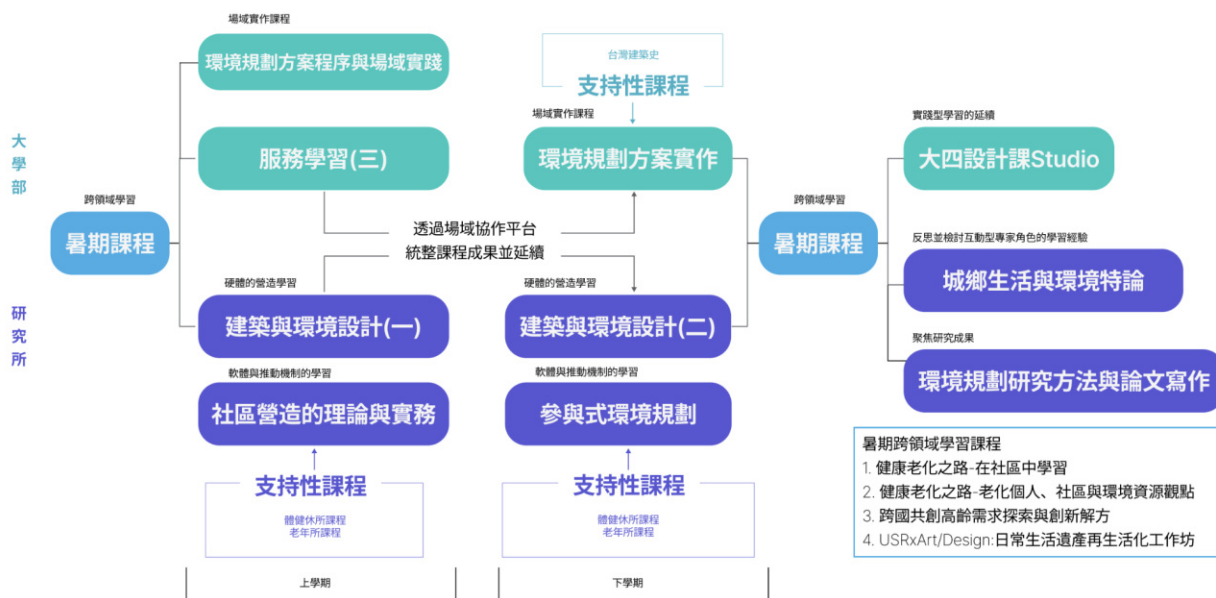 大學部
研究所
跨領域學習
暑期課程
場域實作課程
環境規劃方案程序與場域實踐
服務學習(三)
透過場域協作平台
統整課程成果並延續
硬體的營造學習
建築與環境設計(一)
軟體與推動機制的學習
社區營造的理論與實務
支持性課程
體健休所課程
老年所課程
上學期
台灣建築史
支持性課程
場域實作課程
環境規劃方案實作
硬體的營造學習
建築與環境設計(二)
軟體與推動機制的學習
參與式環境規劃
支持性課程
體健休所課程
老年所課程
下學期
跨領域學習
暑期課程
實踐型學習的延續
大四設計課Studio
反思並檢討互動型專家角色的學習經驗
城鄉生活與環境特論
聚焦研究成果
環境規劃研究方法與論文寫作
暑期跨領域學習課程
1. 健康老化之路-在社區中學習
2. 健康老化之路-老化個人、社區與環境資源觀點
3. 跨國共創高齡需求探索與創新解方
4. USRxArt/Design:日常生活遺產再生活化工作坊